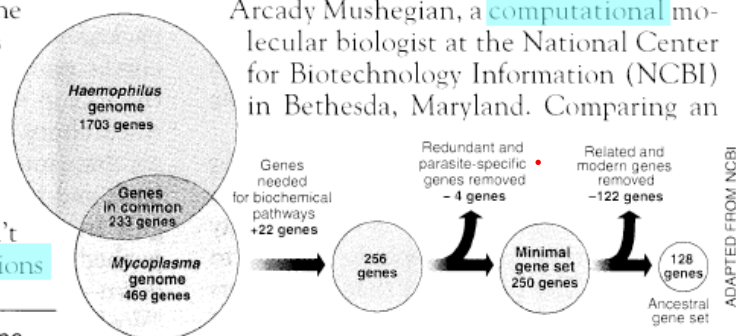 ne
Arcady Mushegian, a computational mo-
lecular biologist at the National Center
for Biotechnology Information (NCBI)
in Bethesda, Maryland. Comparing an
't
ions
Haemophilus
genome
1703 genes
Genes
in common
233 genes
Mycoplasma
genome
469 genes
Genes
needed
for biochemical
pathways
+22 genes
256
genes
Redundant and
parasite-specific
genes removed
– 4 genes
Minimal
gene set
250 genes
Related and
modern genes
removed
–122 genes
128
genes
Ancestral
gene set
ADAPTED FROM NCBI